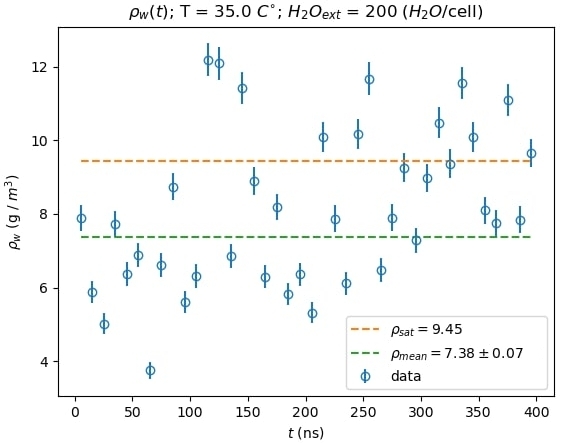 ρw(t); T = 35.0 C°; H2Oext = 200 (H2O/cell)
12
10
8
6
4
ρw (g / m³)
0
50
100
150
200
250
300
350
400
t (ns)
ρsat = 9.45
ρmean = 7.38 ± 0.07
data